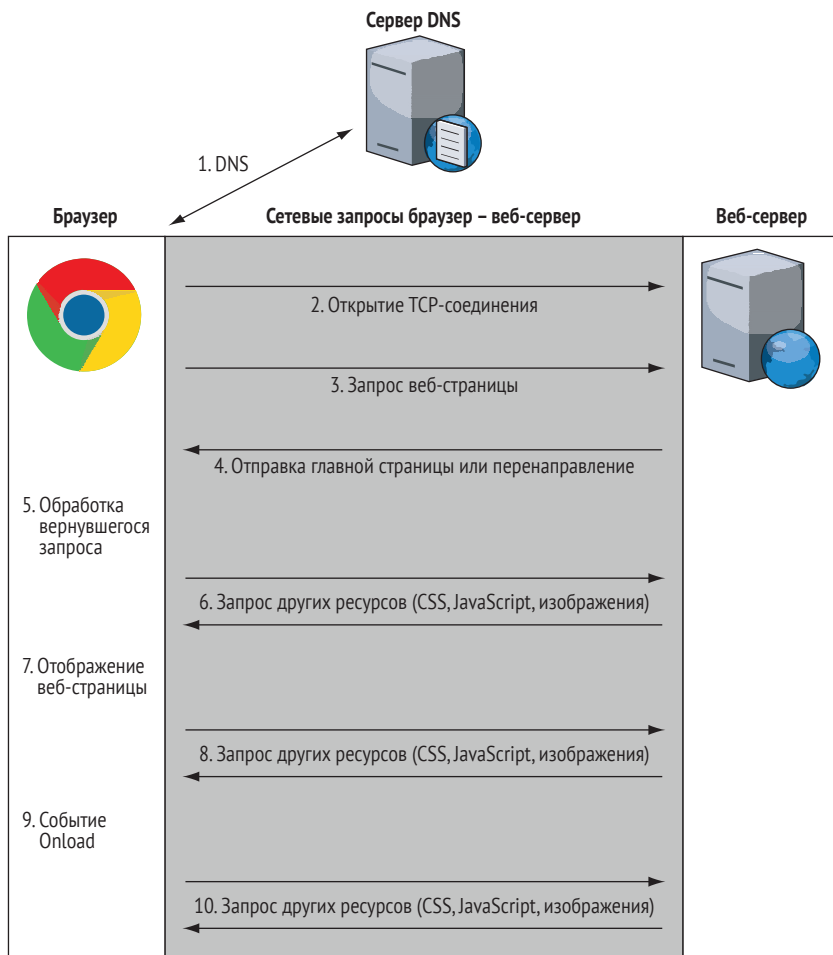 Сервер DNS
1. DNS
Браузер
Сетевые запросы браузер – веб-сервер
Веб-сервер
2. Открытие TCP-соединения
3. Запрос веб-страницы
4. Отправка главной страницы или перенаправление
5. Обработка
вернувшегося
запроса
6. Запрос других ресурсов (CSS, JavaScript, изображения)
7. Отображение
веб-страницы
8. Запрос других ресурсов (CSS, JavaScript, изображения)
9. Событие
Onload
10. Запрос других ресурсов (CSS, JavaScript, изображения)